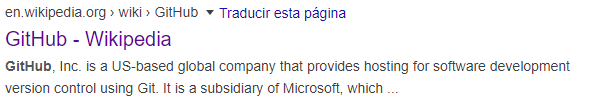 en.wikipedia.org › wiki › GitHub ▾ Traducir esta página
GitHub - Wikipedia
GitHub, Inc. is a US-based global company that provides hosting for software development
version control using Git. It is a subsidiary of Microsoft, which ...